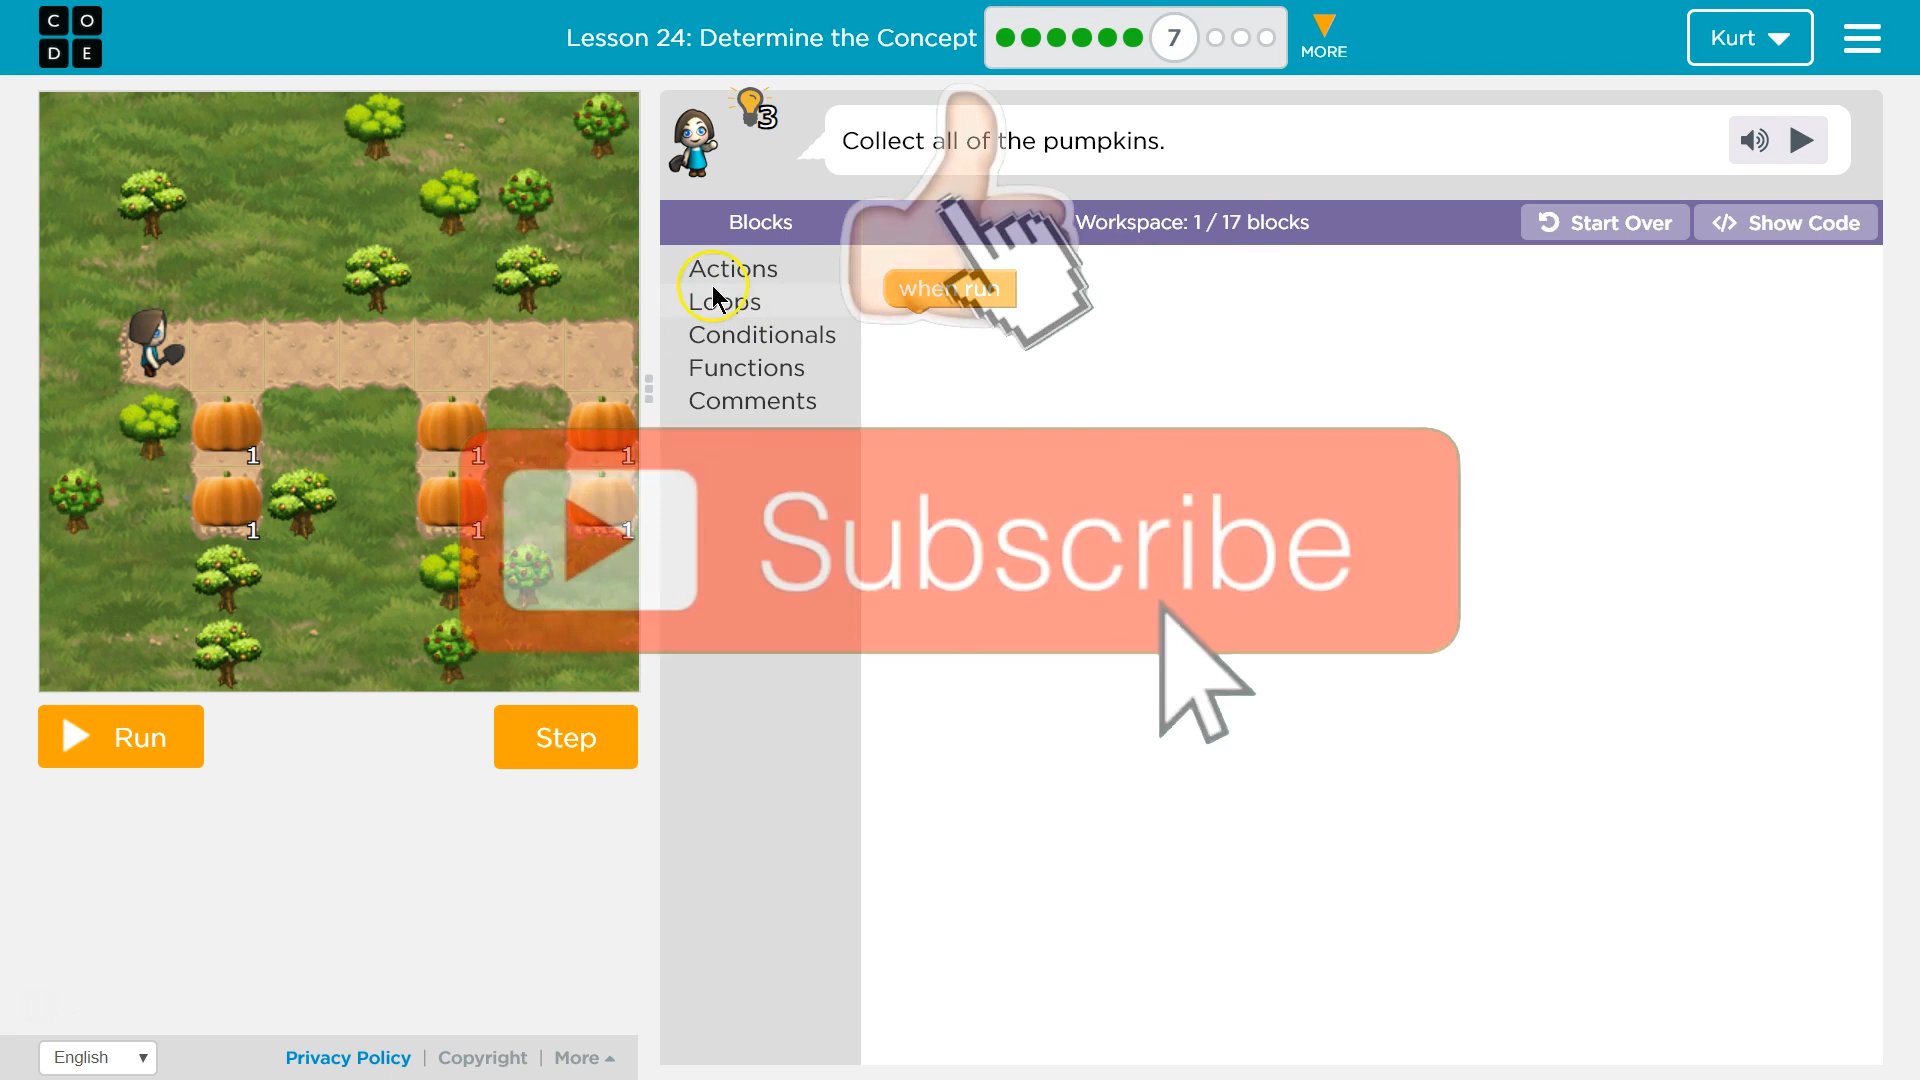 C O
D E
Lesson 24: Determine the Concept
7
MORE
Kurt
3
Collect all of the pumpkins.
Blocks
Workspace: 1 / 17 blocks
Start Over
</> Show Code
Actions
Loops
Conditionals
Functions
Comments
when run
1
1
1
1
1
1
Subscribe
Run
Step
English
Privacy Policy | Copyright | More